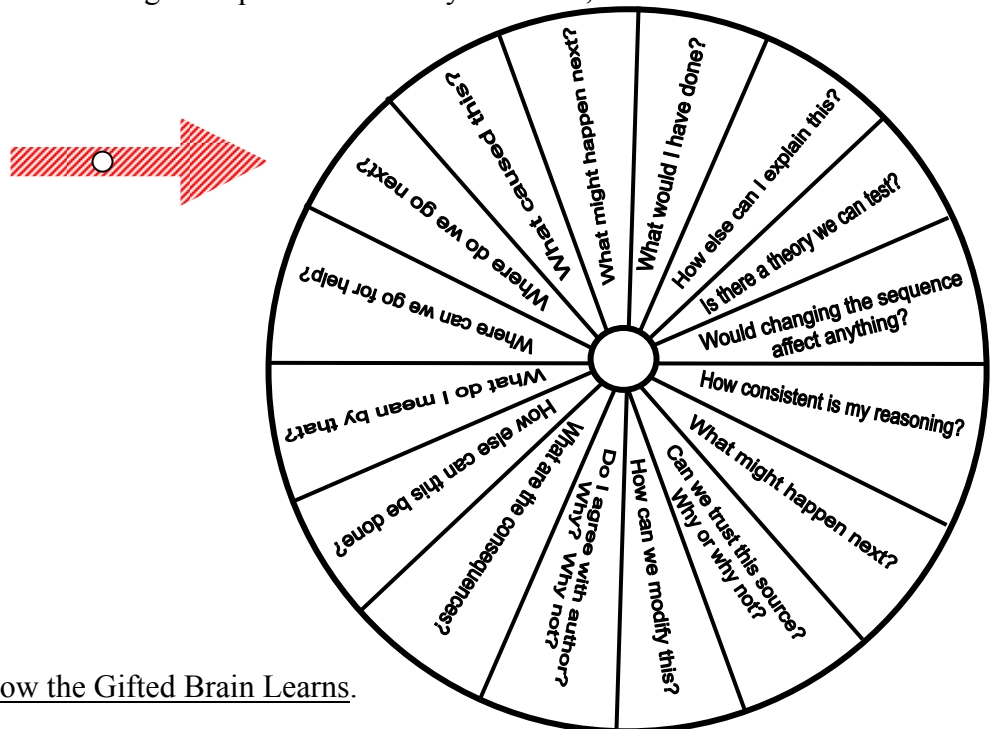 What might happen next?
What would I have done?
How else can I explain this?
Is there a theory we can test?
Would changing the sequence
affect anything?
How consistent is my reasoning?
What might happen next?
Can we trust this source?
Why or why not?
How can we modify this?
Do I agree with author?
Why? Why not?
What are the consequences?
How else can this be done?
What do I mean by that?
Where can we go for help?
Where do we go next?
What caused this?
ow the Gifted Brain Learns.